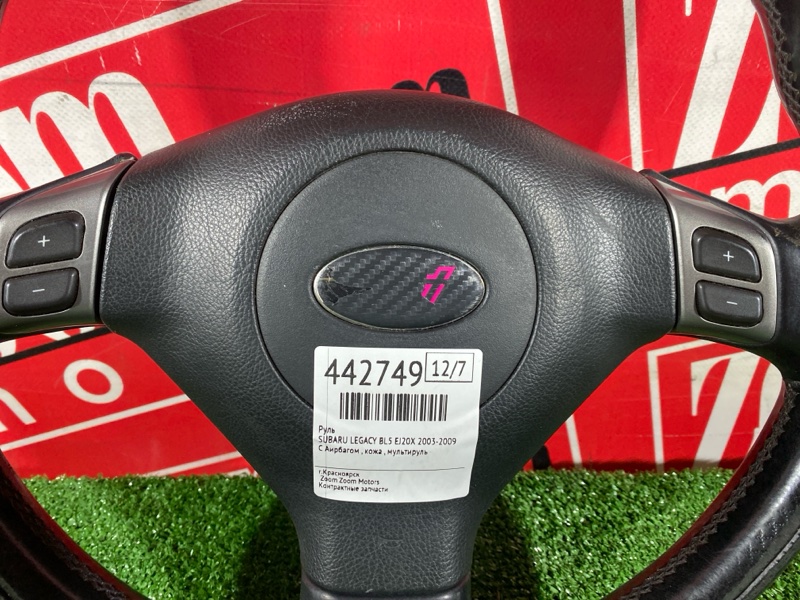 +
−
+
−
442749 12/7
Руль
SUBARU LEGACY BL5 EJ20X 2003-2009
С Аирбагом , кожа , мультируль
г.Красноярск
Zoom Zoom Motors
Контрактные запчасти